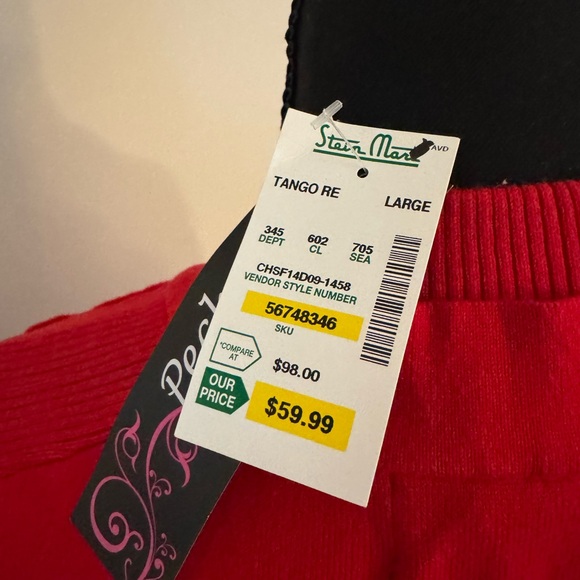 Stein Mart
AVD
TANGO RE
LARGE
345 602 705
DEPT CL SEA
CHSF14D09-1458
VENDOR STYLE NUMBER
56748346
SKU
*COMPARE
AT
$98.00
OUR
PRICE
$59.99